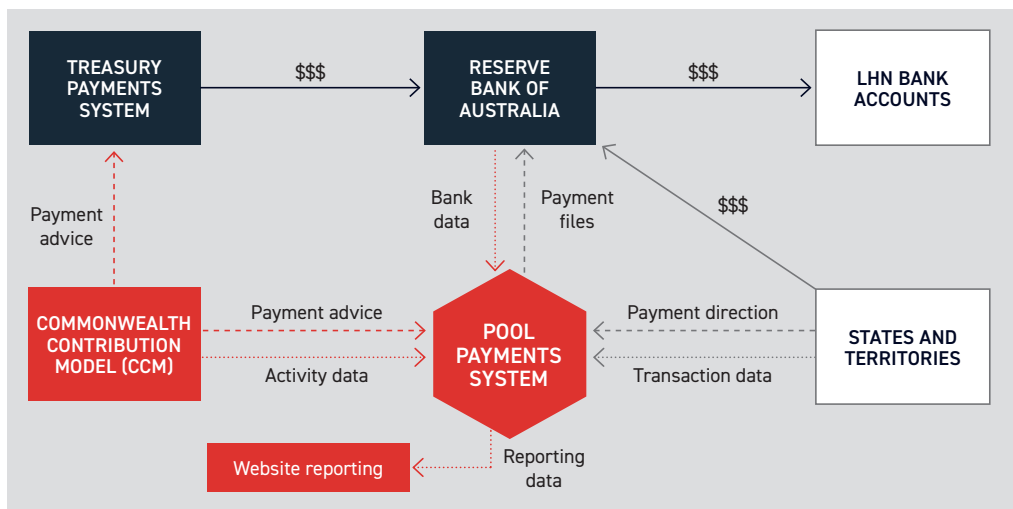 TREASURY
PAYMENTS
SYSTEM
$$$
RESERVE
BANK OF
AUSTRALIA
$$$
LHN BANK
ACCOUNTS
Payment
advice
Bank
data
Payment
files
$$$
COMMONWEALTH
CONTRIBUTION
MODEL (CCM)
Payment advice
Activity data
POOL
PAYMENTS
SYSTEM
Payment direction
Transaction data
STATES AND
TERRITORIES
Website reporting
Reporting
data